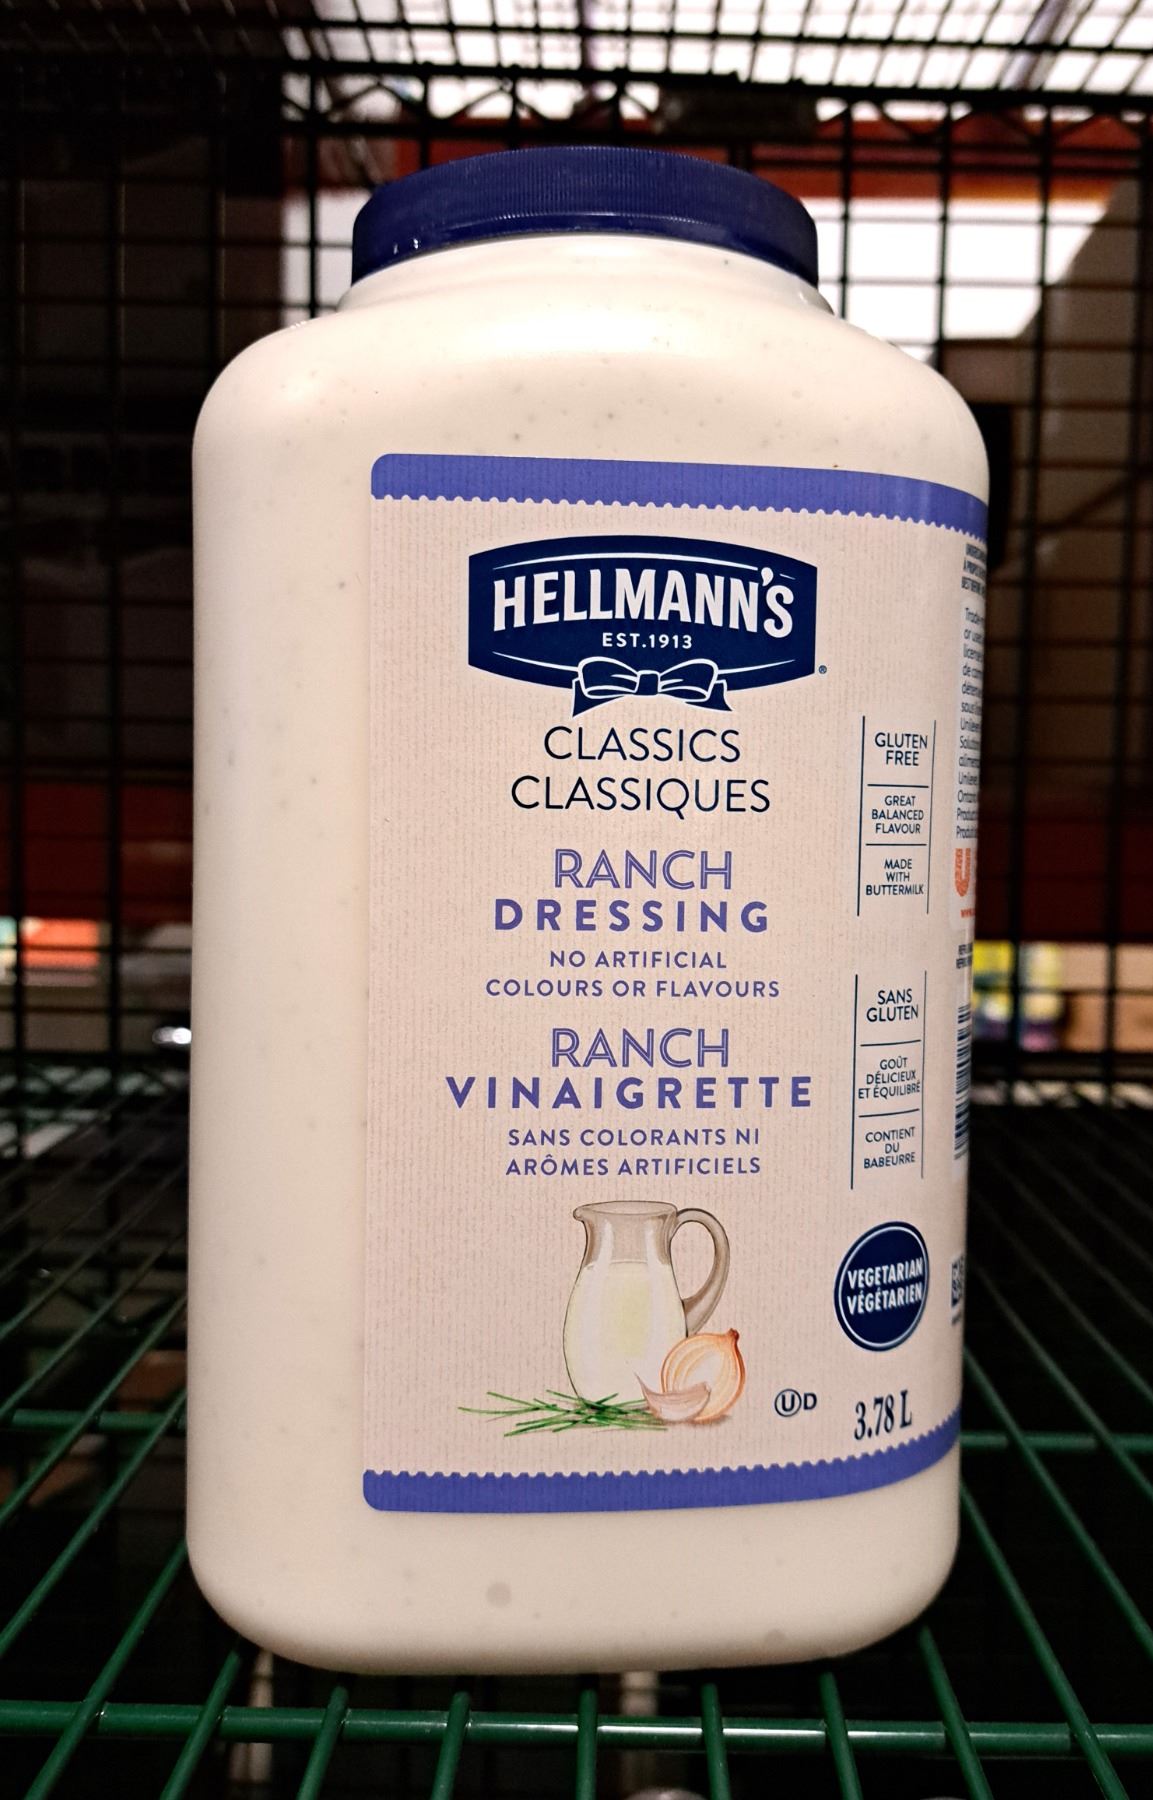 HELLMANN'S
EST.1913
®
CLASSICS
CLASSIQUES
RANCH
DRESSING
NO ARTIFICIAL
COLOURS OR FLAVOURS
RANCH
VINAIGRETTE
SANS COLORANTS NI
ARÔMES ARTIFICIELS
GLUTEN
FREE
GREAT
BALANCED
FLAVOUR
MADE
WITH
BUTTERMILK
SANS
GLUTEN
GOÛT
DÉLICIEUX
ET ÉQUILIBRÉ
CONTIENT
DU
BABEURRE
VEGETARIAN
VÉGÉTARIEN
UD
3.78 L